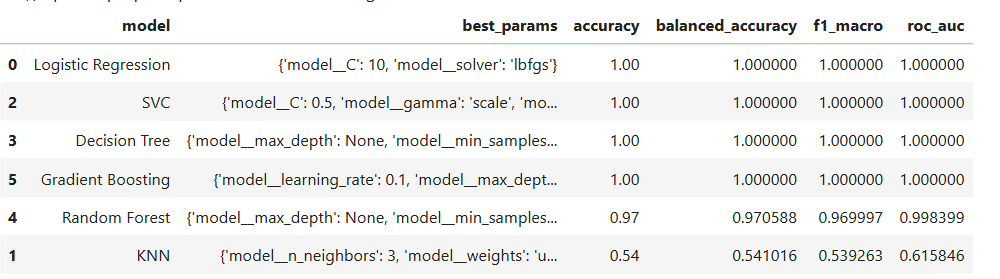 model best_params accuracy balanced_accuracy f1_macro roc_auc
0 Logistic Regression {'model__C': 10, 'model__solver': 'lbfgs'} 1.00 1.000000 1.000000 1.000000
2 SVC {'model__C': 0.5, 'model__gamma': 'scale', 'mo... 1.00 1.000000 1.000000 1.000000
3 Decision Tree {'model__max_depth': None, 'model__min_samples... 1.00 1.000000 1.000000 1.000000
5 Gradient Boosting {'model__learning_rate': 0.1, 'model__max_dept... 1.00 1.000000 1.000000 1.000000
4 Random Forest {'model__max_depth': None, 'model__min_samples... 0.97 0.970588 0.969997 0.998399
1 KNN {'model__n_neighbors': 3, 'model__weights': 'u... 0.54 0.541016 0.539263 0.615846